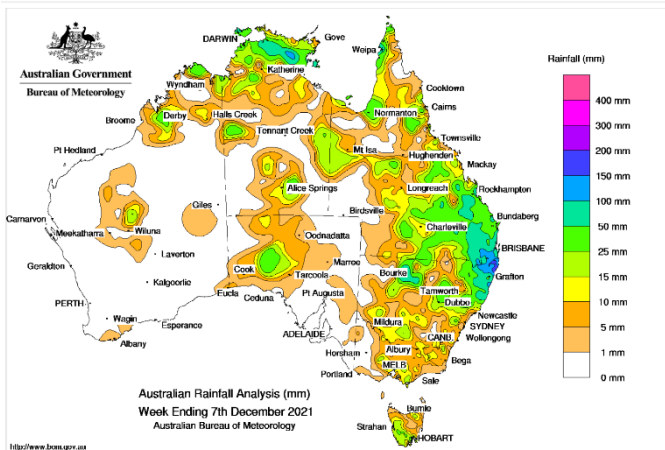 Australian Government
Bureau of Meteorology
DARWIN
Gove
Weipa
Katherine
Wyndham
Cooktown
Cairns
Derby
Halls Creek
Normanton
Broome
Tennant Creek
Townsville
Pt Hedland
Mt Isa
Hughenden
Mackay
Alice Springs
Longreach
Rockhampton
Giles
Birdsville
Bundaberg
Carnarvon
Meekatharra
Wiluna
Charleville
Oodnadatta
BRISBANE
Laverton
Marree
Geraldton
Cook
Tarcoola
Bourke
Grafton
Kalgoorlie
Eucla
Ceduna
Pt Augusta
Tamworth
PERTH
Dubbo
Newcastle
Wagin
Esperance
Mildura
SYDNEY
Albany
ADELAIDE
CANB.
Wollongong
Horsham
Albury
Bega
Portland
MELB
Sale
Burnie
Strahan
HOBART
Rainfall (mm)
400 mm
300 mm
200 mm
150 mm
100 mm
50 mm
25 mm
15 mm
10 mm
5 mm
1 mm
0 mm
Australian Rainfall Analysis (mm)
Week Ending 7th December 2021
Australian Bureau of Meteorology
http://www.bom.gov.au